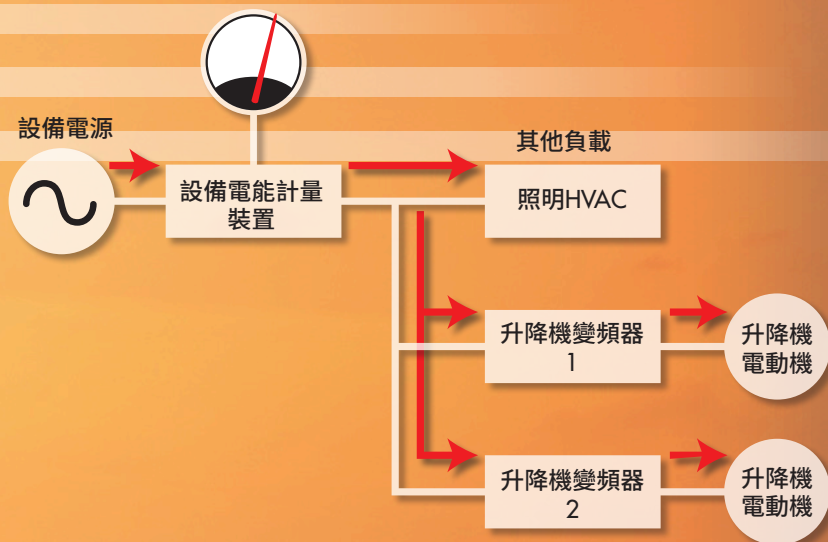 設備電源
設備電能計量
裝置
其他負載
照明HVAC
升降機變頻器
1
升降機
電動機
升降機變頻器
2
升降機
電動機